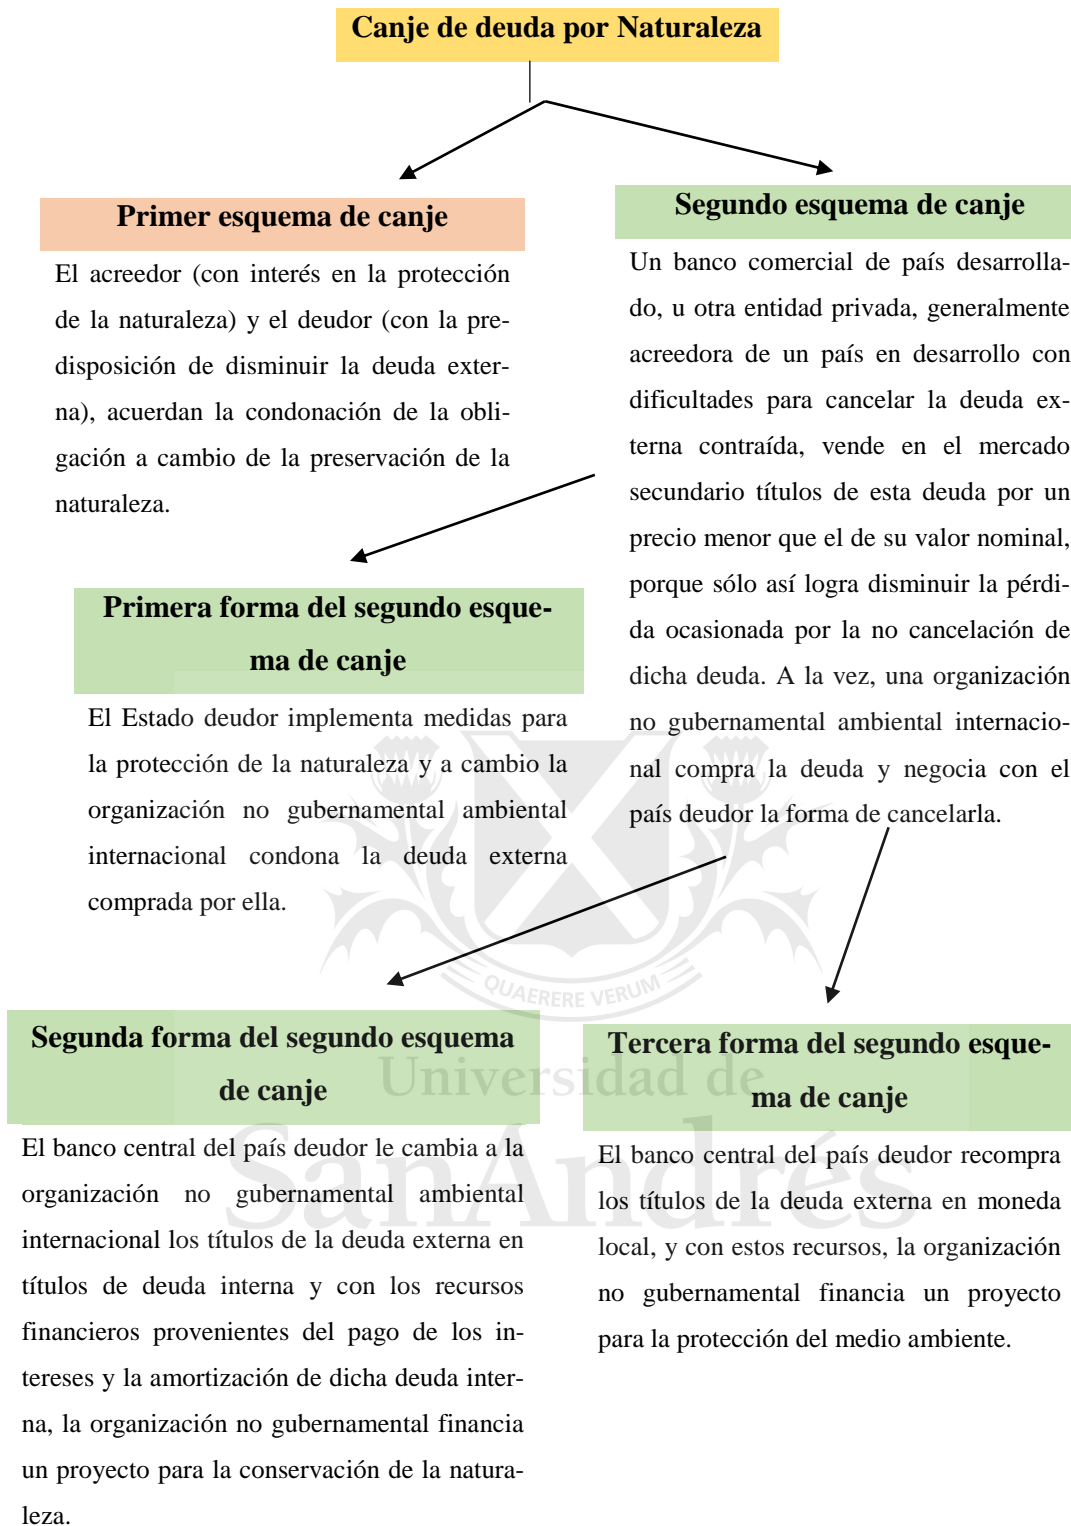 Canje de deuda por Naturaleza
Primer esquema de canje
El acreedor (con interés en la protección
de la naturaleza) y el deudor (con la pre-
disposición de disminuir la deuda exter-
na), acuerdan la condonación de la obli-
gación a cambio de la preservación de la
naturaleza.
Segundo esquema de canje
Un banco comercial de país desarrolla-
do, u otra entidad privada, generalmente
acreedora de un país en desarrollo con
dificultades para cancelar la deuda ex-
terna contraída, vende en el mercado
secundario títulos de esta deuda por un
precio menor que el de su valor nominal,
porque sólo así logra disminuir la pérdi-
da ocasionada por la no cancelación de
dicha deuda. A la vez, una organización
no gubernamental ambiental internacio-
nal compra la deuda y negocia con el
país deudor la forma de cancelarla.
Primera forma del segundo esque-
ma de canje
El Estado deudor implementa medidas para
la protección de la naturaleza y a cambio la
organización no gubernamental ambiental
internacional condona la deuda externa
comprada por ella.
QUAERERE VERUM
Universidad de
SanAndrés
Segunda forma del segundo esquema
de canje
El banco central del país deudor le cambia a la
organización no gubernamental ambiental
internacional los títulos de la deuda externa en
títulos de deuda interna y con los recursos
financieros provenientes del pago de los in-
tereses y la amortización de dicha deuda inter-
na, la organización no gubernamental financia
un proyecto para la conservación de la natura-
leza.
Tercera forma del segundo esque-
ma de canje
El banco central del país deudor recompra
los títulos de la deuda externa en moneda
local, y con estos recursos, la organización
no gubernamental financia un proyecto
para la protección del medio ambiente.